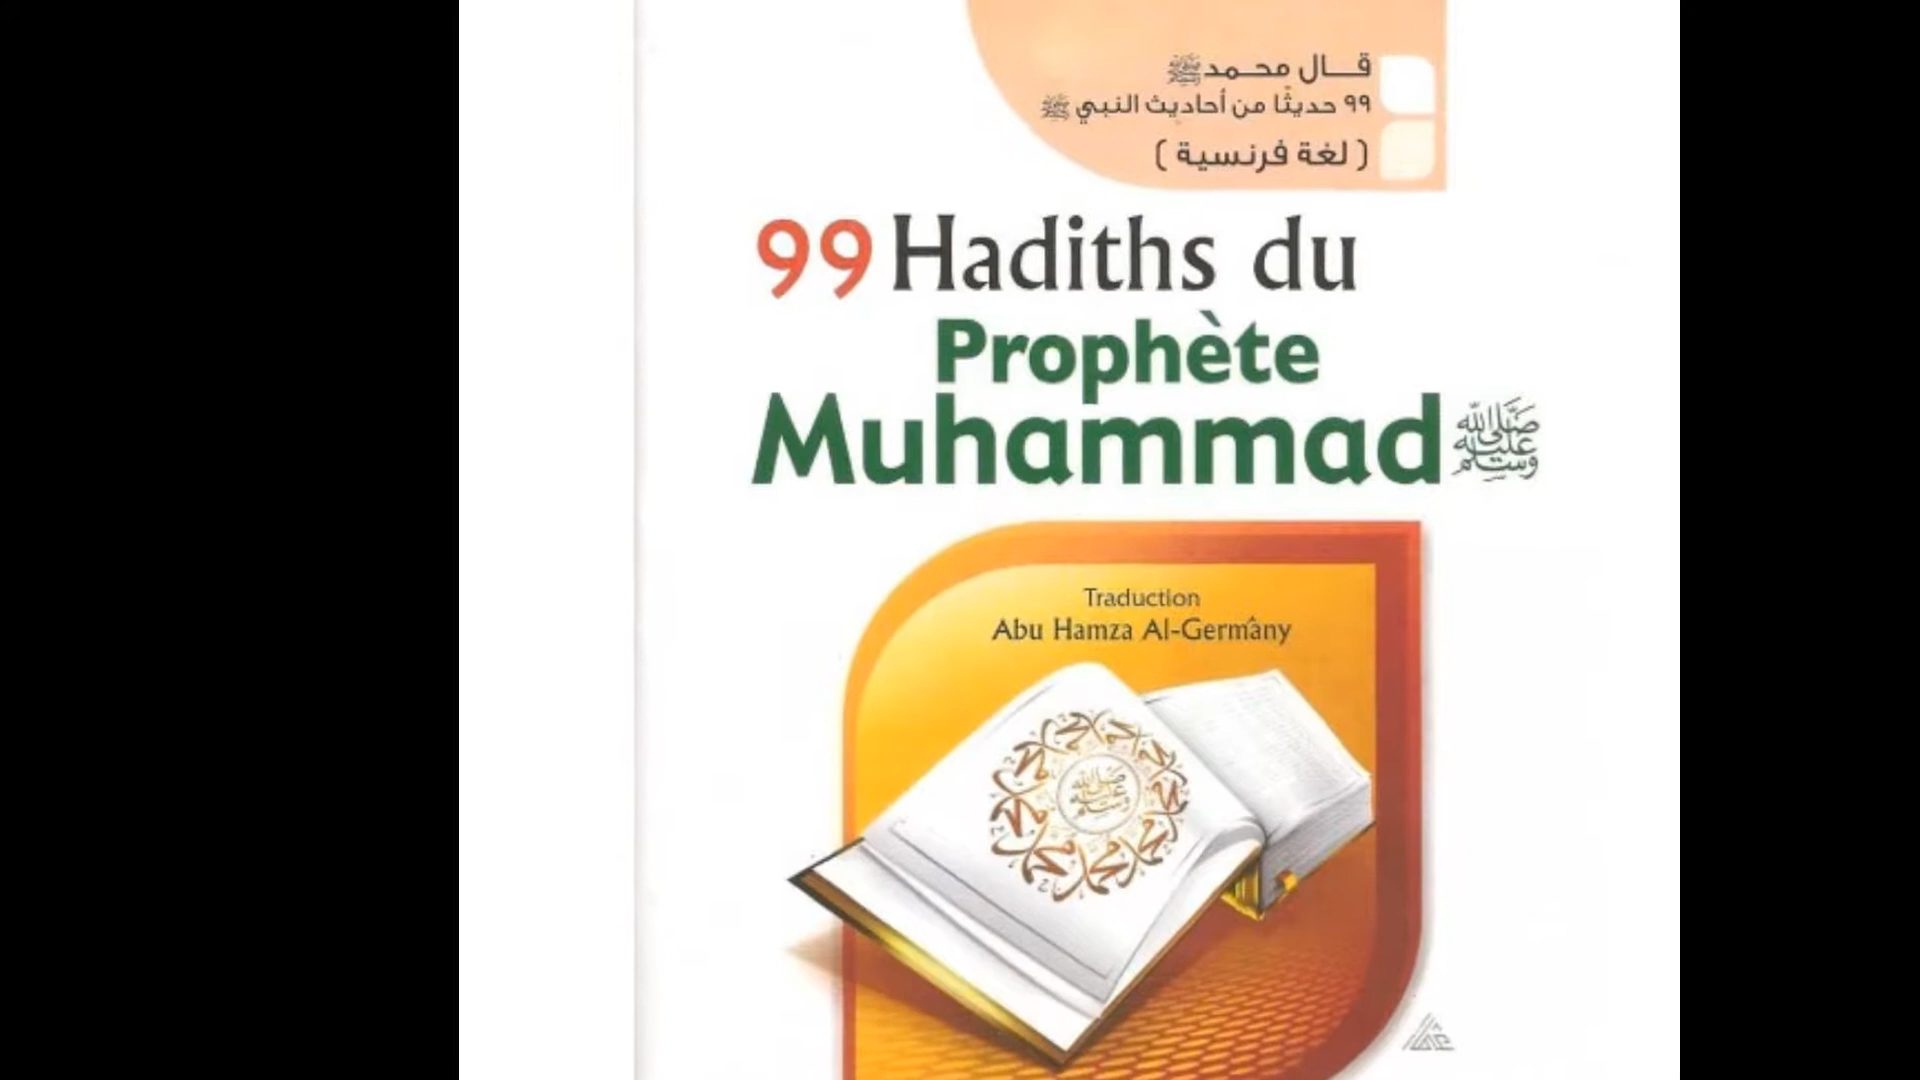 قال محمد ﷺ
٩٩ حديثًا من أحاديث النبي ﷺ
( لغة فرنسية )
99 Hadiths du
Prophète
Muhammad ﷺ
Traduction
Abu Hamza Al-Germâny